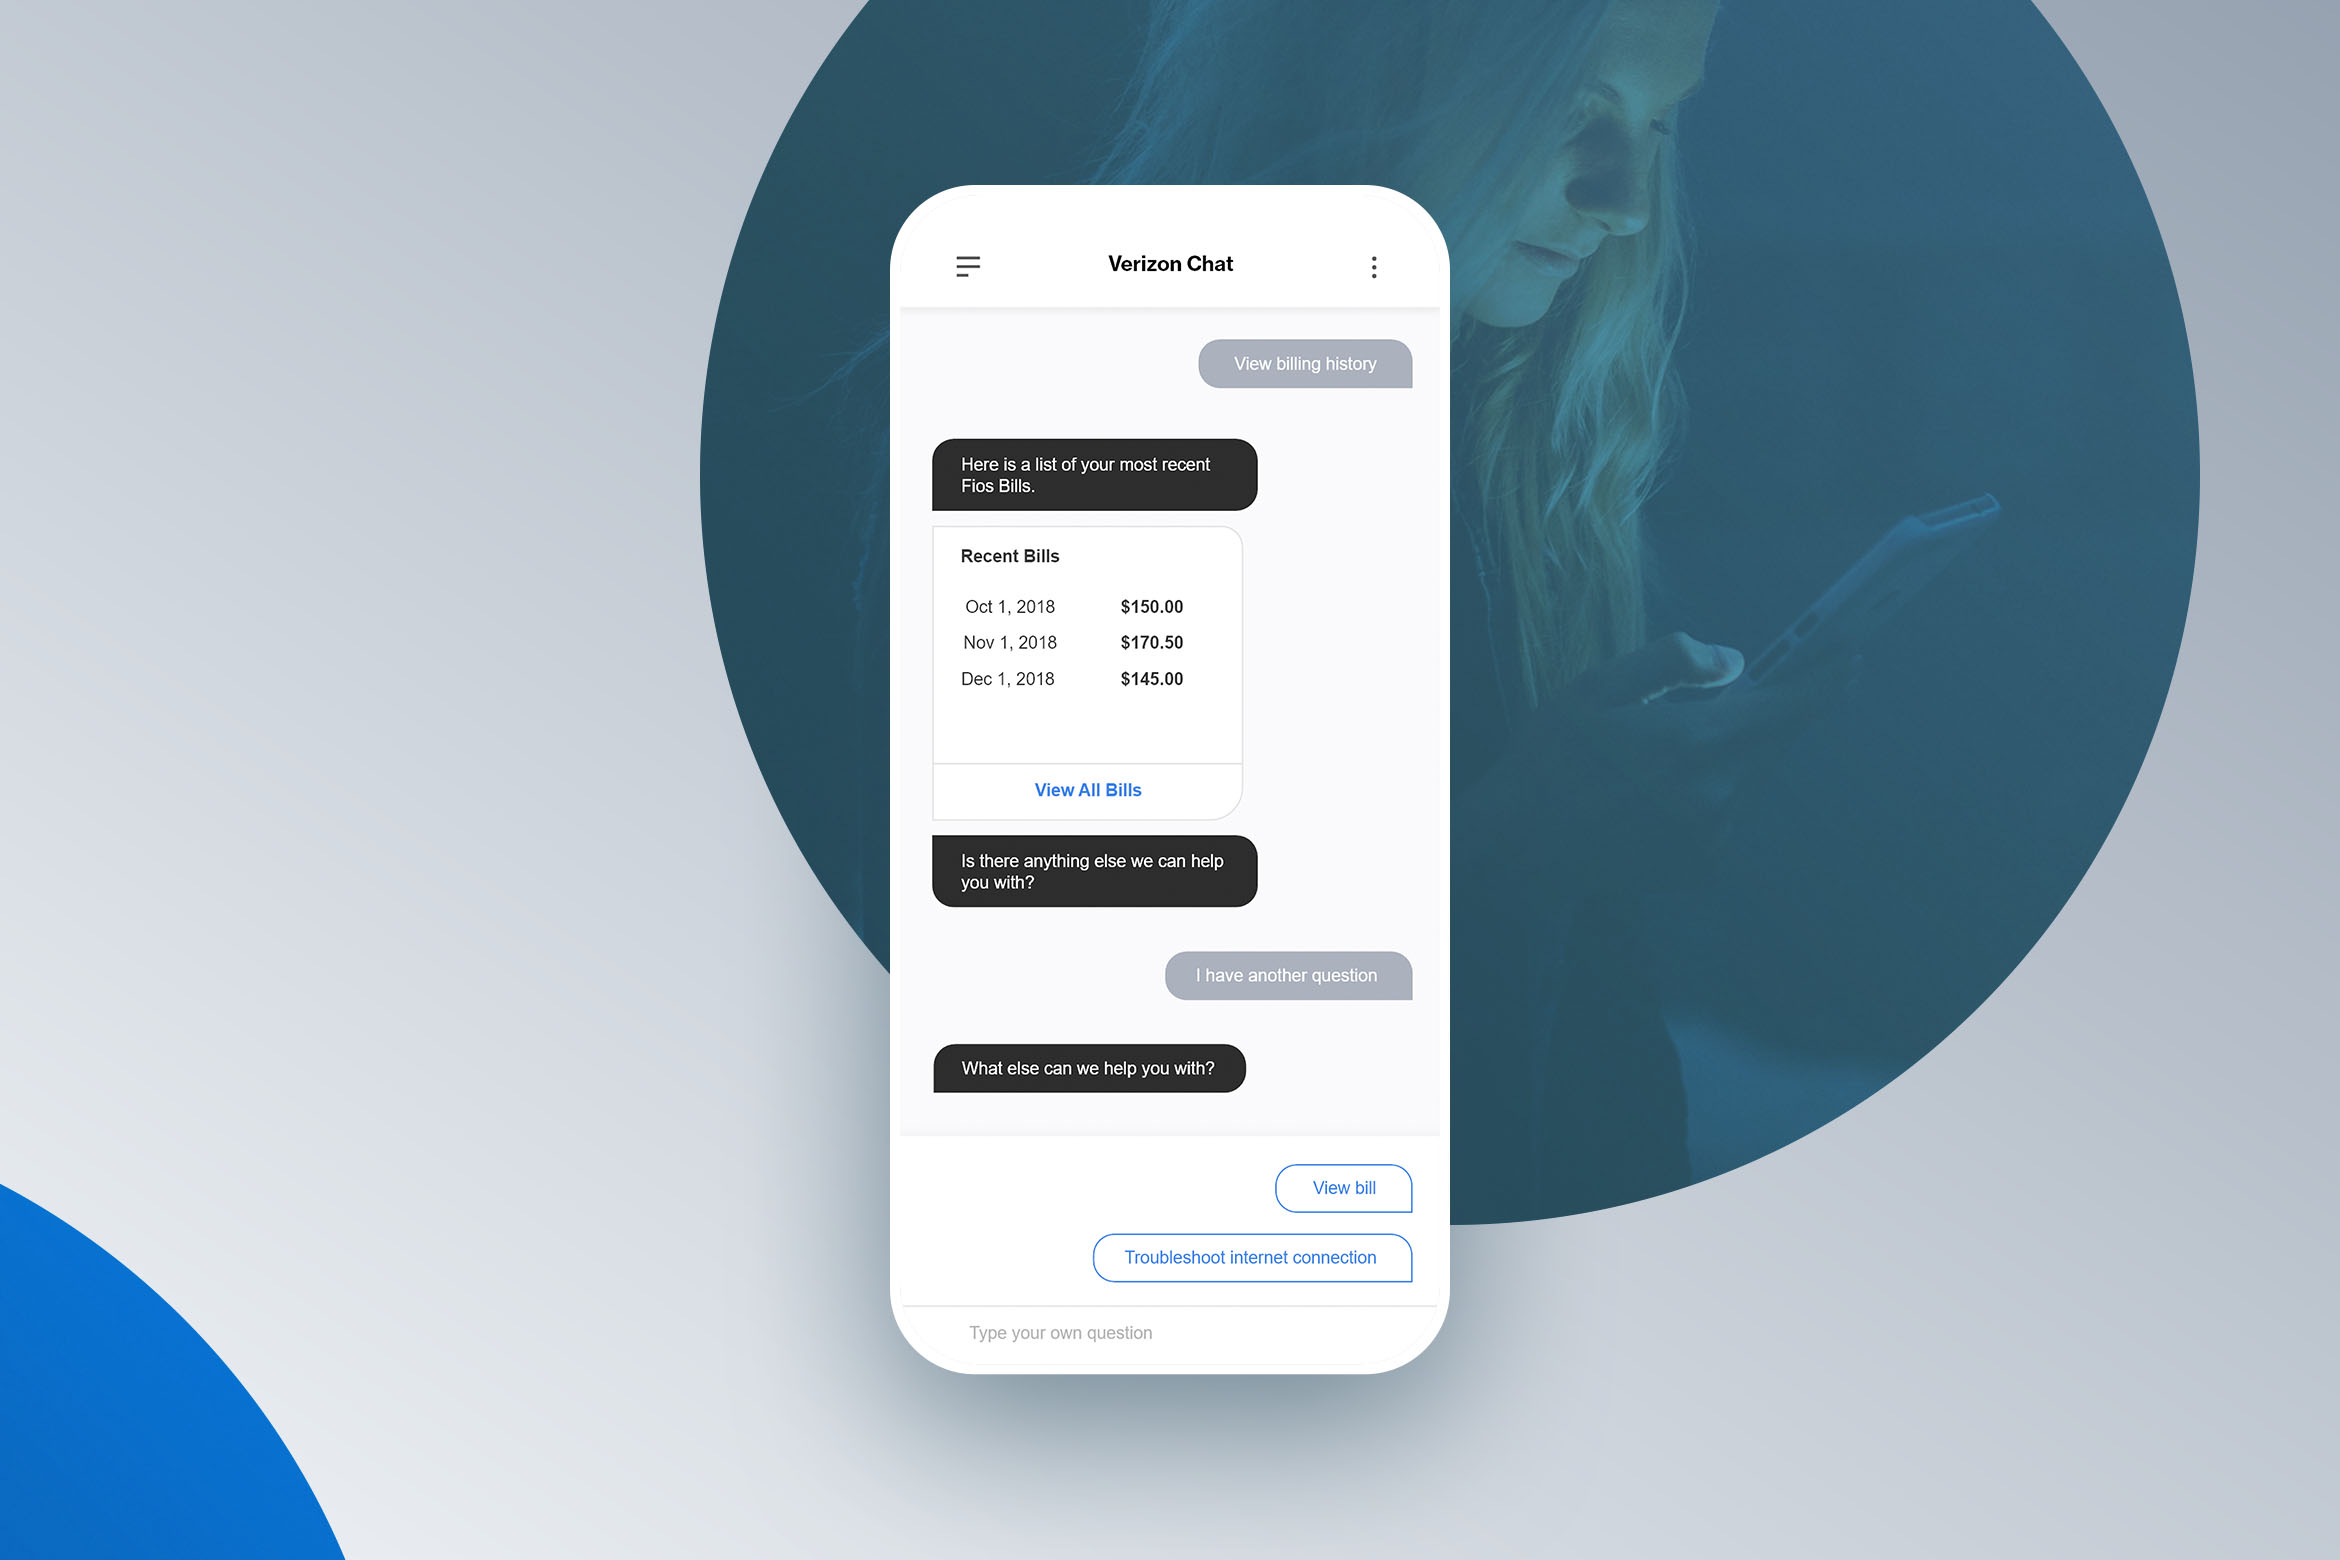 Verizon Chat
View billing history
Here is a list of your most recent
Fios Bills.
Recent Bills
Oct 1, 2018 $150.00
Nov 1, 2018 $170.50
Dec 1, 2018 $145.00
View All Bills
Is there anything else we can help
you with?
I have another question
What else can we help you with?
View bill
Troubleshoot internet connection
Type your own question